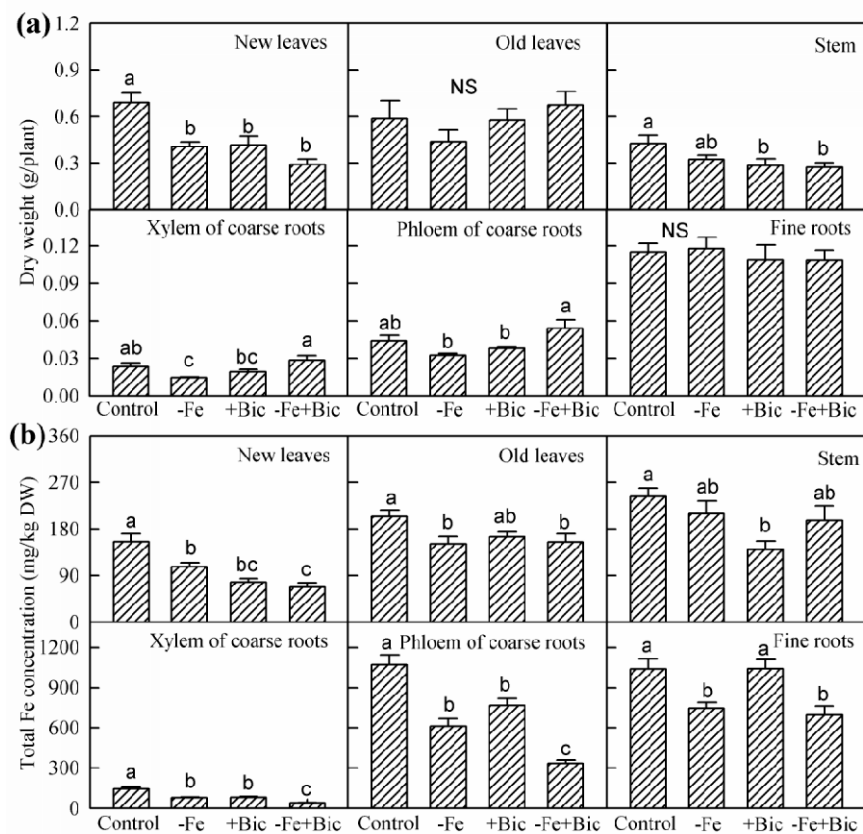 (a)
Dry weight (g/plant)
1.2
0.9
0.6
0.3
0.0
New leaves
a
b
b
b
Old leaves
NS
Stem
a
ab
b
b
0.12
0.09
0.06
0.03
0.00
Xylem of coarse roots
ab
c
bc
a
Phloem of coarse roots
ab
b
b
a
Fine roots
NS
Control -Fe +Bic -Fe+Bic
Control -Fe +Bic -Fe+Bic
Control -Fe +Bic -Fe+Bic
(b)
Total Fe concentration (mg/kg DW)
360
270
180
90
0
New leaves
a
b
bc
c
Old leaves
a
b
ab
b
Stem
a
ab
b
ab
1200
900
600
300
0
Xylem of coarse roots
a
b
b
c
Phloem of coarse roots
a
b
b
c
Fine roots
a
b
a
b
Control -Fe +Bic -Fe+Bic
Control -Fe +Bic -Fe+Bic
Control -Fe +Bic -Fe+Bic